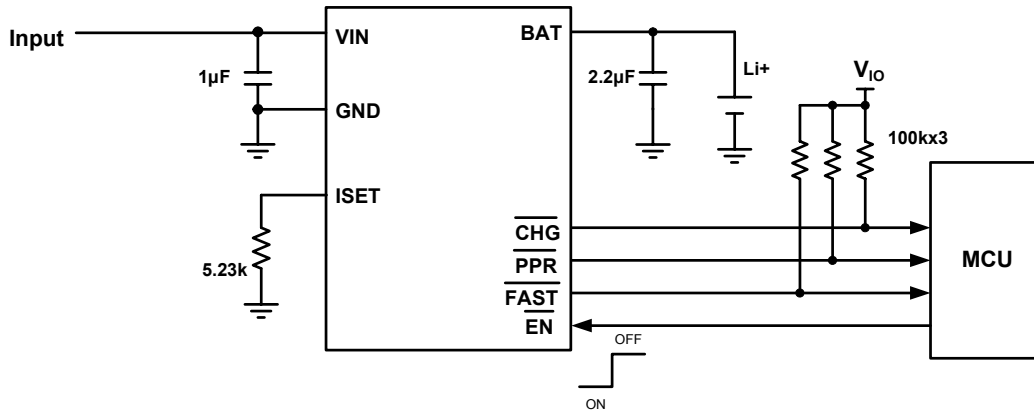 Input
VIN
BAT
1µF
2.2µF
Li+
VIO
GND
100kx3
ISET
CHG
PPR
MCU
5.23k
FAST
EN
OFF
ON